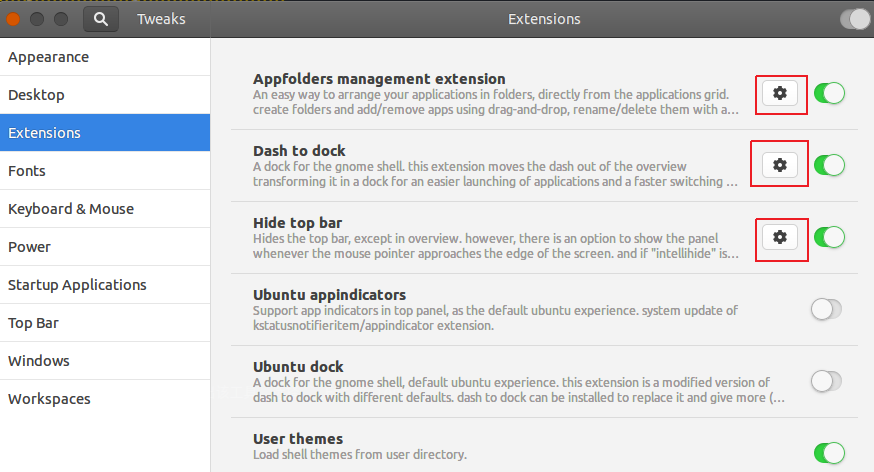 Tweaks
Extensions
Appearance
Desktop
Extensions
Fonts
Keyboard & Mouse
Power
Startup Applications
Top Bar
Windows
Workspaces
Appfolders management extension
An easy way to arrange your applications in folders, directly from the applications grid.
create folders and add/remove apps using drag-and-drop, rename/delete them with a…
Dash to dock
A dock for the gnome shell. this extension moves the dash out of the overview
transforming it in a dock for an easier launching of applications and a faster switching …
Hide top bar
Hides the top bar, except in overview. however, there is an option to show the panel
whenever the mouse pointer approaches the edge of the screen. and if "intellihide" is…
Ubuntu appindicators
Support app indicators in top panel, as the default ubuntu experience. system update of
kstatusnotifieritem/appindicator extension.
Ubuntu dock
A dock for the gnome shell, default ubuntu experience. this extension is a modified version of
dash to dock with different defaults. dash to dock can be installed to replace it and give more (…
User themes
Load shell themes from user directory.